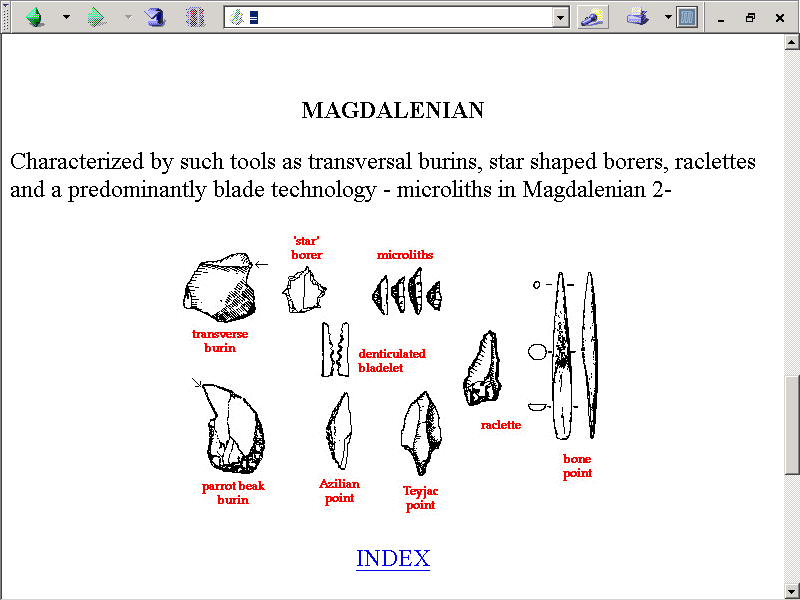 MAGDALENIAN
Characterized by such tools as transversal burins, star shaped borers, raclettes
and a predominantly blade technology - microliths in Magdalenian 2-
'star'
borer
microliths
transverse
burin
denticulated
bladelet
raclette
bone
point
parrot beak
burin
Azilian
point
Teyjac
point
INDEX